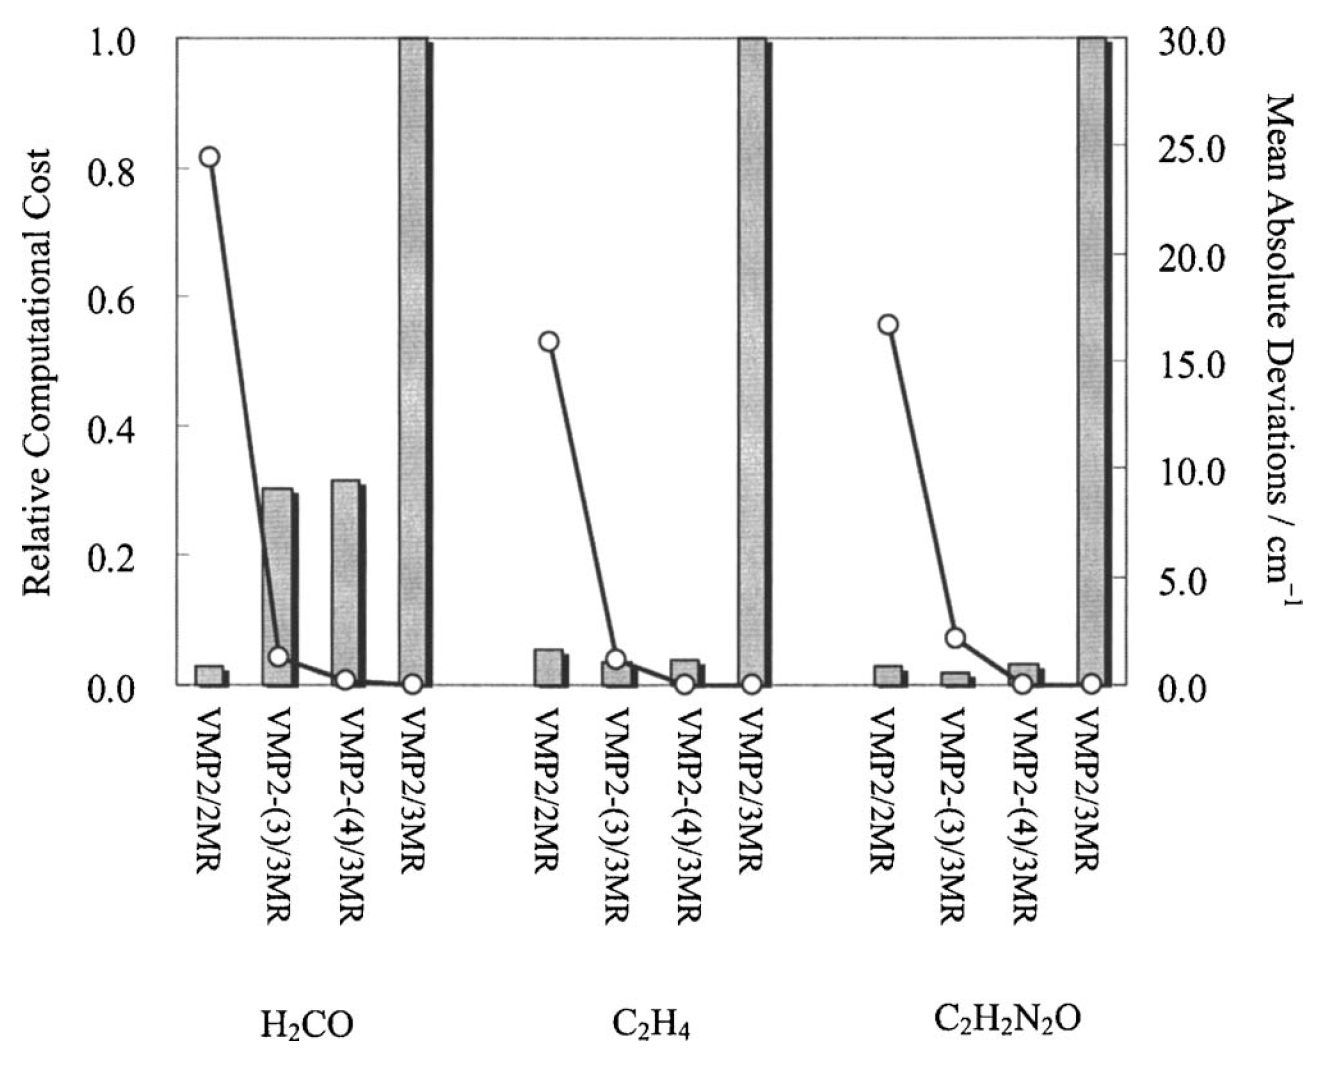 Relative Computational Cost
1.0
0.8
0.6
0.4
0.2
0.0
30.0
25.0
20.0
15.0
10.0
5.0
0.0
Mean Absolute Deviations / cm⁻¹
VMP2/2MR
VMP2-(3)/3MR
VMP2-(4)/3MR
VMP2/3MR
VMP2/2MR
VMP2-(3)/3MR
VMP2-(4)/3MR
VMP2/3MR
VMP2/2MR
VMP2-(3)/3MR
VMP2-(4)/3MR
VMP2/3MR
H₂CO
C₂H₄
C₂H₂N₂O